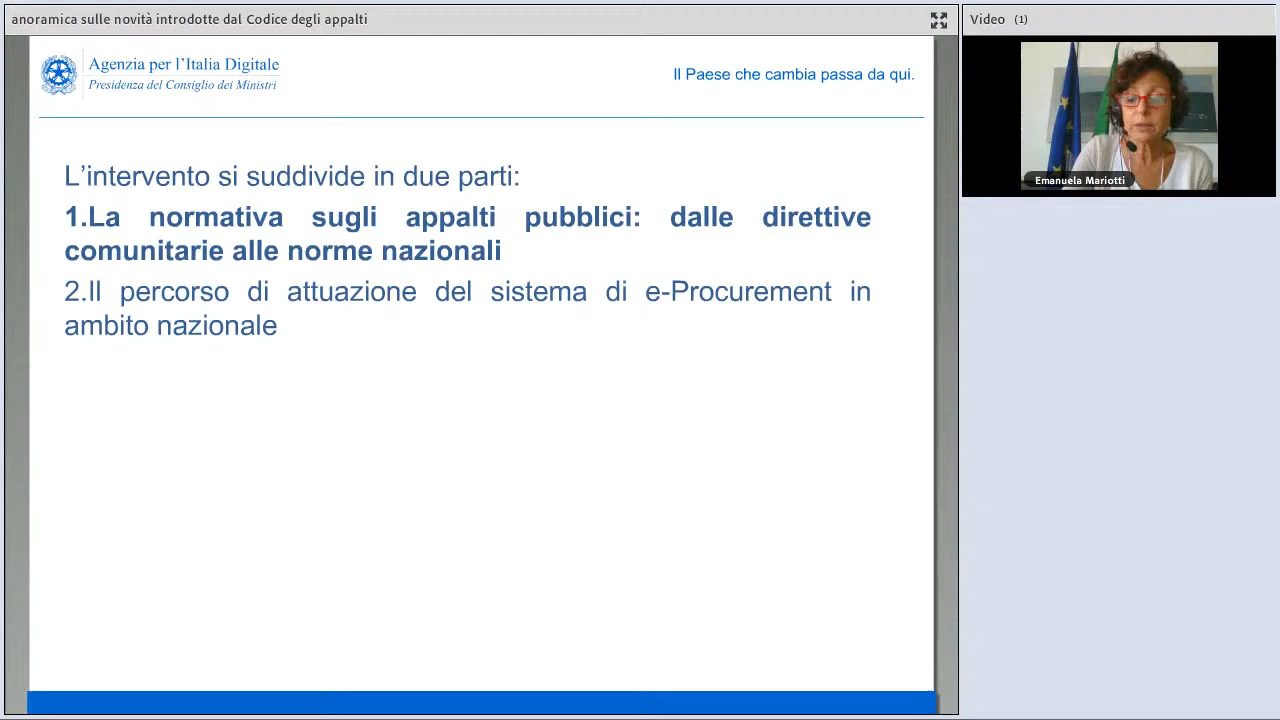 anoramica sulle novità introdotte dal Codice degli appalti
Video (1)
Agenzia per l'Italia Digitale
Presidenza del Consiglio dei Ministri
Il Paese che cambia passa da qui.
Emanuela Mariotti
L’intervento si suddivide in due parti:
1.La normativa sugli appalti pubblici: dalle direttive
comunitarie alle norme nazionali
2.Il percorso di attuazione del sistema di e-Procurement in
ambito nazionale